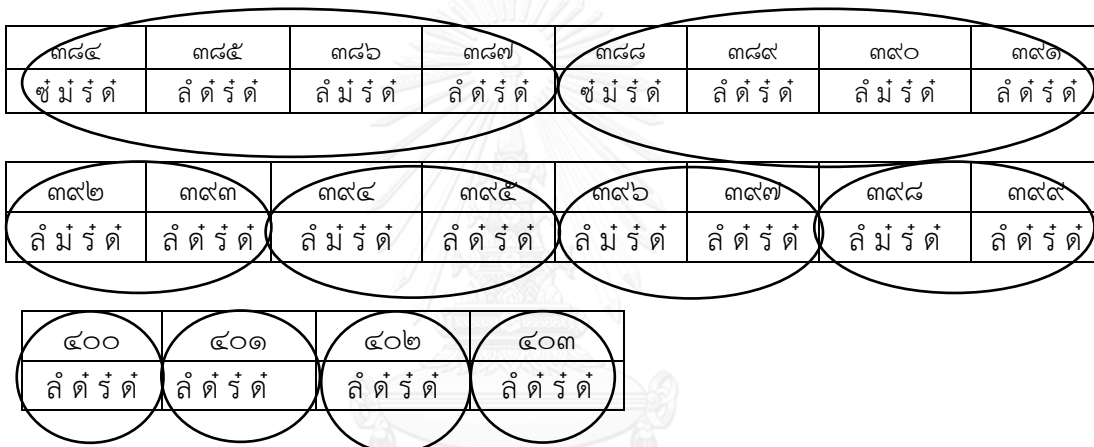 ๓๘๔ ๓๘๕ ๓๘๖ ๓๘๗ ๓๘๘ ๓๘๙ ๓๙๐ ๓๙๑
ซํ มํ รํ ดํ ลํ ดํ รํ ดํ ลํ มํ รํ ดํ ลํ ดํ รํ ดํ ซํ มํ รํ ดํ ลํ ดํ รํ ดํ ลํ มํ รํ ดํ ลํ ดํ รํ ดํ
๓๙๒ ๓๙๓ ๓๙๔ ๓๙๕ ๓๙๖ ๓๙๗ ๓๙๘ ๓๙๙
ลํ มํ รํ ดํ ลํ ดํ รํ ดํ ลํ มํ รํ ดํ ลํ ดํ รํ ดํ ลํ มํ รํ ดํ ลํ ดํ รํ ดํ ลํ มํ รํ ดํ ลํ ดํ รํ ดํ
๔๐๐ ๔๐๑ ๔๐๒ ๔๐๓
ลํ ดํ รํ ดํ ลํ ดํ รํ ดํ ลํ ดํ รํ ดํ ลํ ดํ รํ ดํ